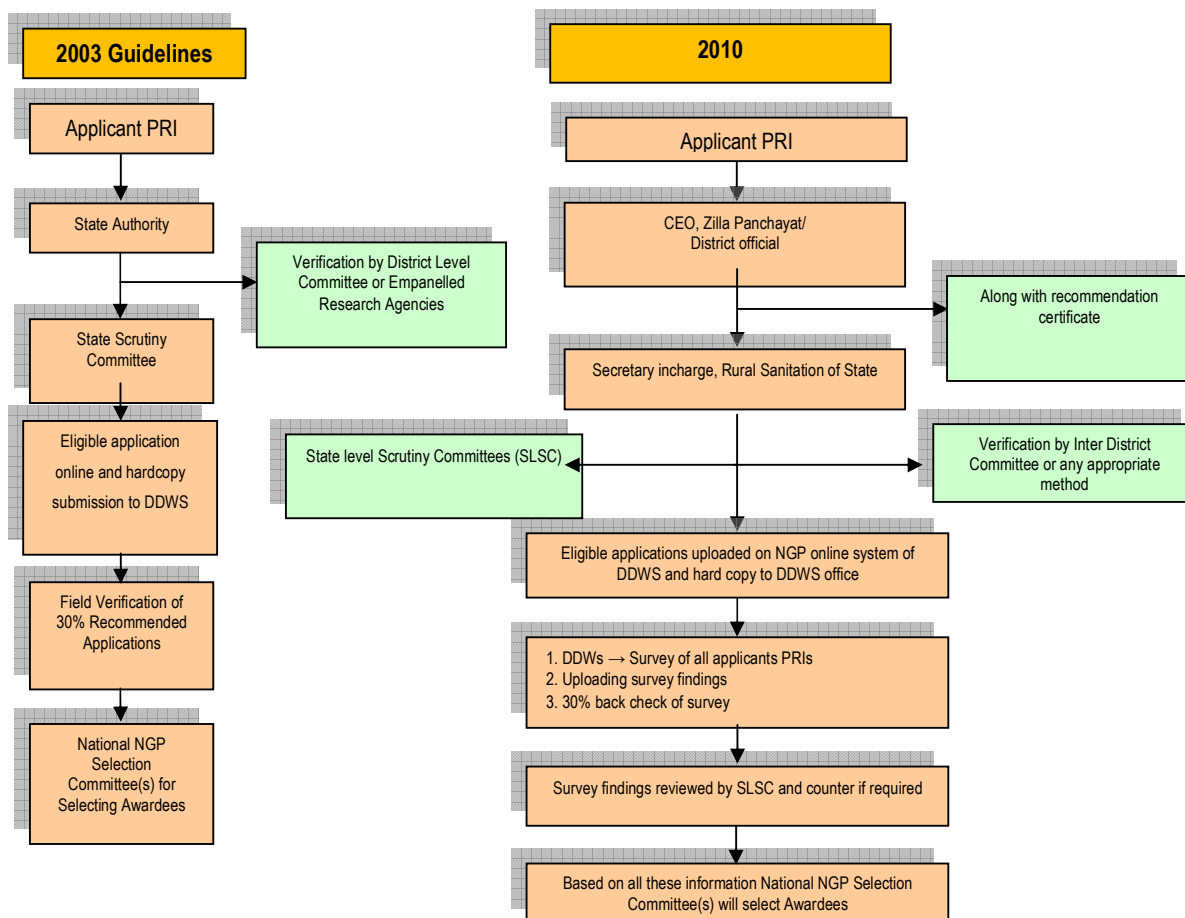 2003 Guidelines
Applicant PRI
State Authority
Verification by District Level
Committee or Empanelled
Research Agencies
State Scrutiny
Committee
Eligible application
online and hardcopy
submission to DDWS
Field Verification of
30% Recommended
Applications
National NGP
Selection
Committee(s) for
Selecting Awardees
2010
Applicant PRI
CEO, Zilla Panchayat/
District official
Along with recommendation
certificate
Secretary incharge, Rural Sanitation of State
State level Scrutiny Committees (SLSC)
Verification by Inter District
Committee or any appropriate
method
Eligible applications uploaded on NGP online system of
DDWS and hard copy to DDWS office
1. DDWs → Survey of all applicants PRIs
2. Uploading survey findings
3. 30% back check of survey
Survey findings reviewed by SLSC and counter if required
Based on all these information National NGP Selection
Committee(s) will select Awardees